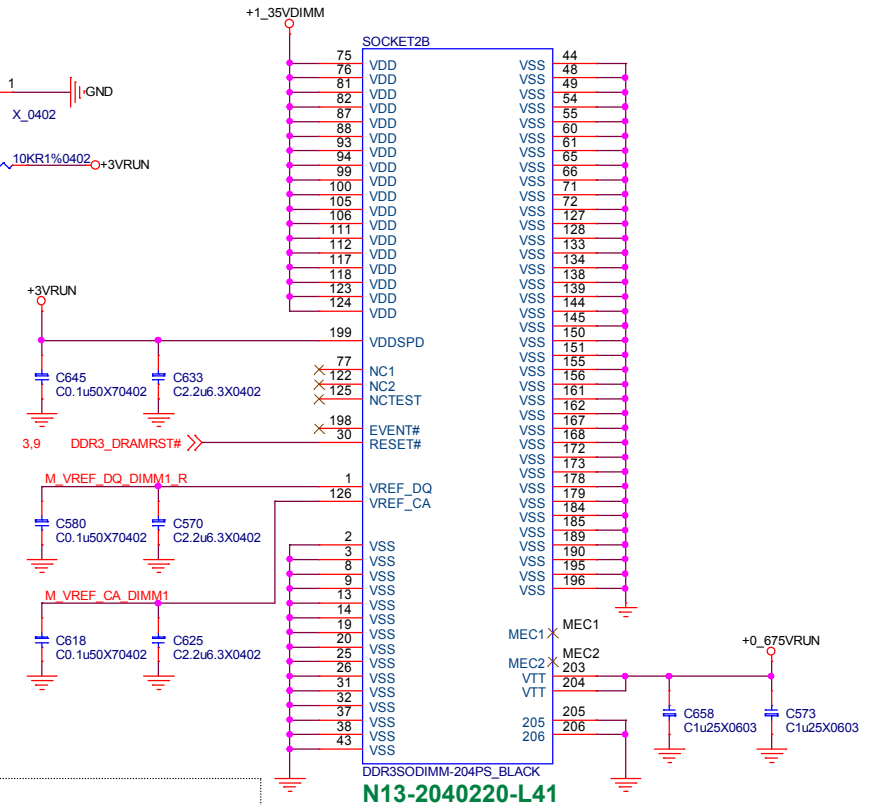 +1_35VDIMM
SOCKET2B
1
GND
X_0402
10KR1%0402
+3VRUN
75 VDD
76 VDD
81 VDD
82 VDD
87 VDD
88 VDD
93 VDD
94 VDD
99 VDD
100 VDD
105 VDD
106 VDD
111 VDD
112 VDD
117 VDD
118 VDD
123 VDD
124 VDD
+3VRUN
199 VDDSPD
C645
C0.1u50X70402
C633
C2.2u6.3X0402
77 NC1
122 NC2
125 NCTEST
198 EVENT#
30 RESET#
3,9 DDR3_DRAMRST#
M_VREF_DQ_DIMM1_R
1 VREF_DQ
126 VREF_CA
C580
C0.1u50X70402
C570
C2.2u6.3X0402
M_VREF_CA_DIMM1
C618
C0.1u50X70402
C625
C2.2u6.3X0402
2 VSS
3 VSS
8 VSS
9 VSS
13 VSS
14 VSS
19 VSS
20 VSS
25 VSS
26 VSS
31 VSS
32 VSS
37 VSS
38 VSS
43 VSS
VSS 44
VSS 48
VSS 49
VSS 54
VSS 55
VSS 60
VSS 61
VSS 65
VSS 66
VSS 71
VSS 72
VSS 127
VSS 128
VSS 133
VSS 134
VSS 138
VSS 139
VSS 144
VSS 145
VSS 150
VSS 151
VSS 155
VSS 156
VSS 161
VSS 162
VSS 167
VSS 168
VSS 172
VSS 173
VSS 178
VSS 179
VSS 184
VSS 185
VSS 189
VSS 190
VSS 195
VSS 196
MEC1 MEC1
MEC2 MEC2
VTT 203
VTT 204
205 205
206 206
+0_675VRUN
C658
C1u25X0603
C573
C1u25X0603
DDR3SODIMM-204PS_BLACK
N13-2040220-L41